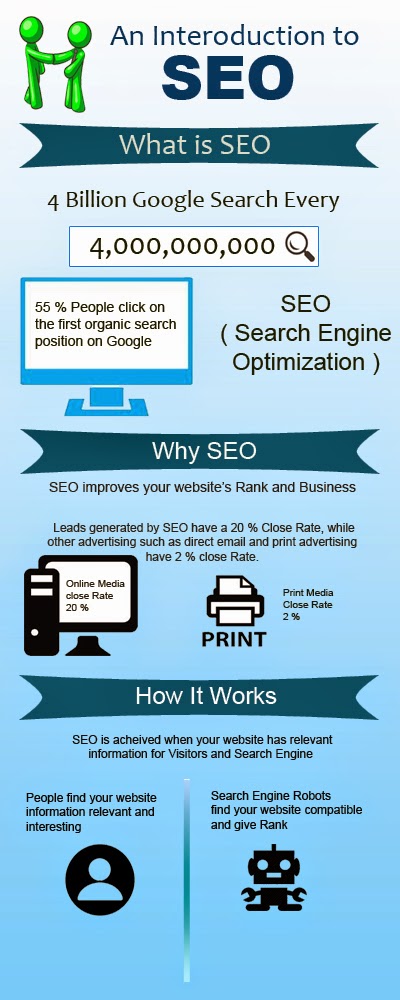 An Interoduction to
SEO
What is SEO
4 Billion Google Search Every
4,000,000,000
55 % People click on
the first organic search
position on Google
SEO
( Search Engine
Optimization )
Why SEO
SEO improves your website's Rank and Business
Leads generated by SEO have a 20 % Close Rate, while
other advertising such as direct email and print advertising
have 2 % close Rate.
Online Media
close Rate
20 %
PRINT
Print Media
Close Rate
2 %
How It Works
SEO is acheived when your website has relevant
information for Visitors and Search Engine
People find your website
information relevant and
interesting
Search Engine Robots
find your website compatible
and give Rank